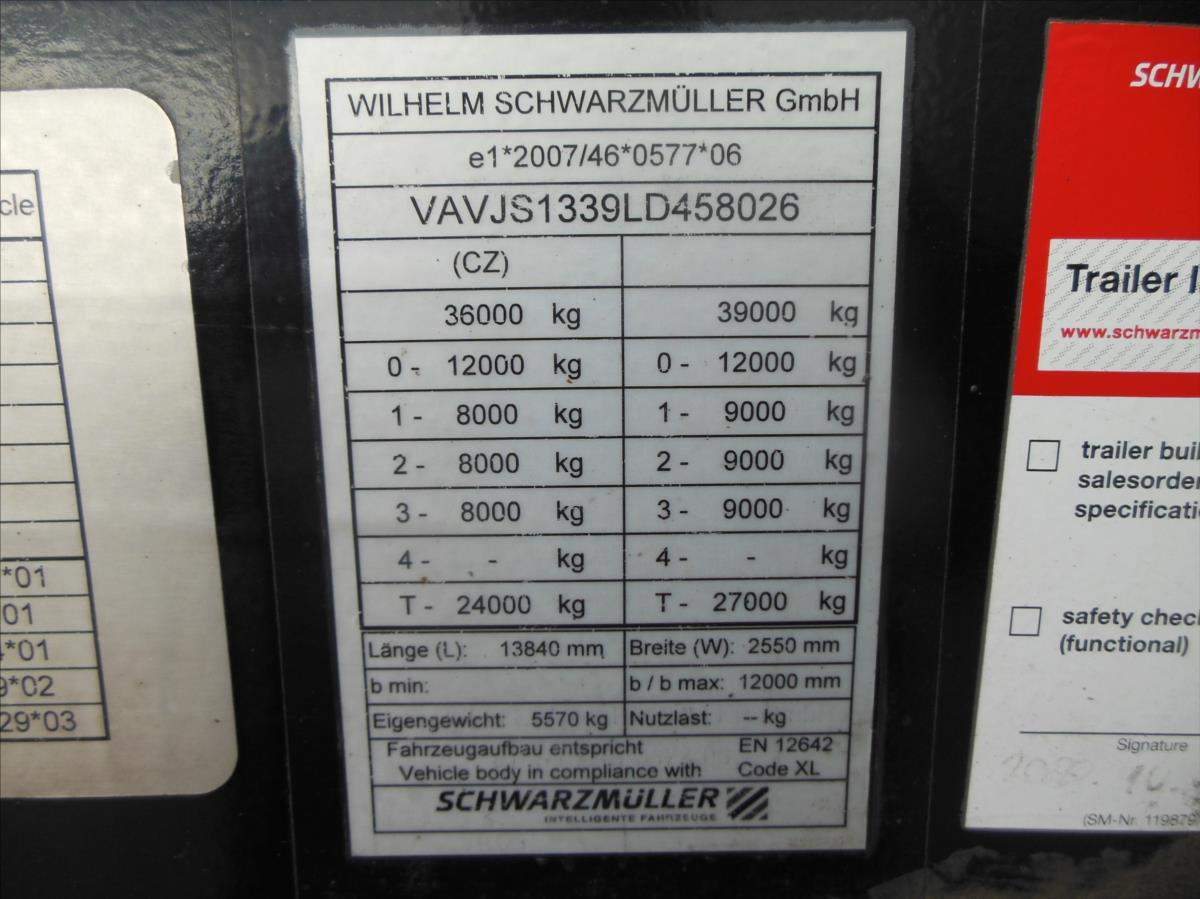 cle
*01
01
*01
9*02
29*03
WILHELM SCHWARZMÜLLER GmbH
e1*2007/46*0577*06
VAVJS1339LD458026
(CZ)
36000 kg 39000 kg
0- 12000 kg 0- 12000 kg
1- 8000 kg 1- 9000 kg
2- 8000 kg 2- 9000 kg
3- 8000 kg 3- 9000 kg
4- - kg 4- - kg
T- 24000 kg T- 27000 kg
Länge (L): 13840 mm Breite (W): 2550 mm
b min: b / b max: 12000 mm
Eigengewicht: 5570 kg Nutzlast: -- kg
Fahrzeugaufbau entspricht EN 12642
Vehicle body in compliance with Code XL
SCHWARZMÜLLER
INTELLIGENTE FAHRZEUGE
SCHW
Trailer I
www.schwarzm
trailer buil
salesorder
specificati
safety chec
(functional)
Signature
(SM-Nr. 119879